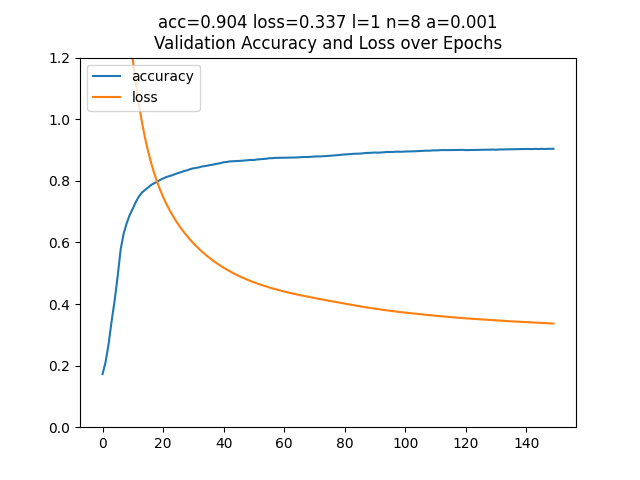 acc=0.904 loss=0.337 l=1 n=8 a=0.001
Validation Accuracy and Loss over Epochs
accuracy
loss
1.2
1.0
0.8
0.6
0.4
0.2
0.0
0 20 40 60 80 100 120 140